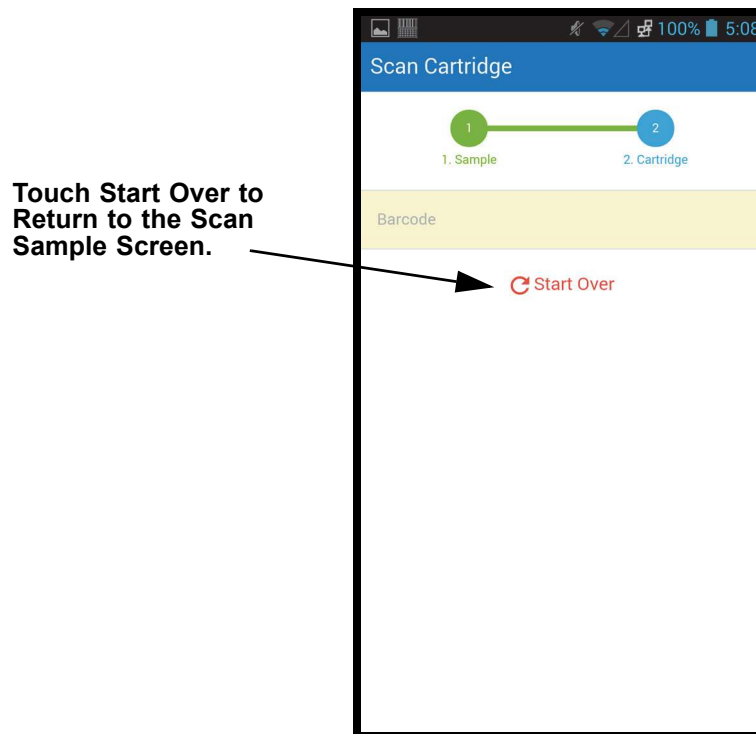 100% 5:08
Scan Cartridge
1 2
1. Sample 2. Cartridge
Touch Start Over to
Return to the Scan
Sample Screen.
Barcode
Start Over